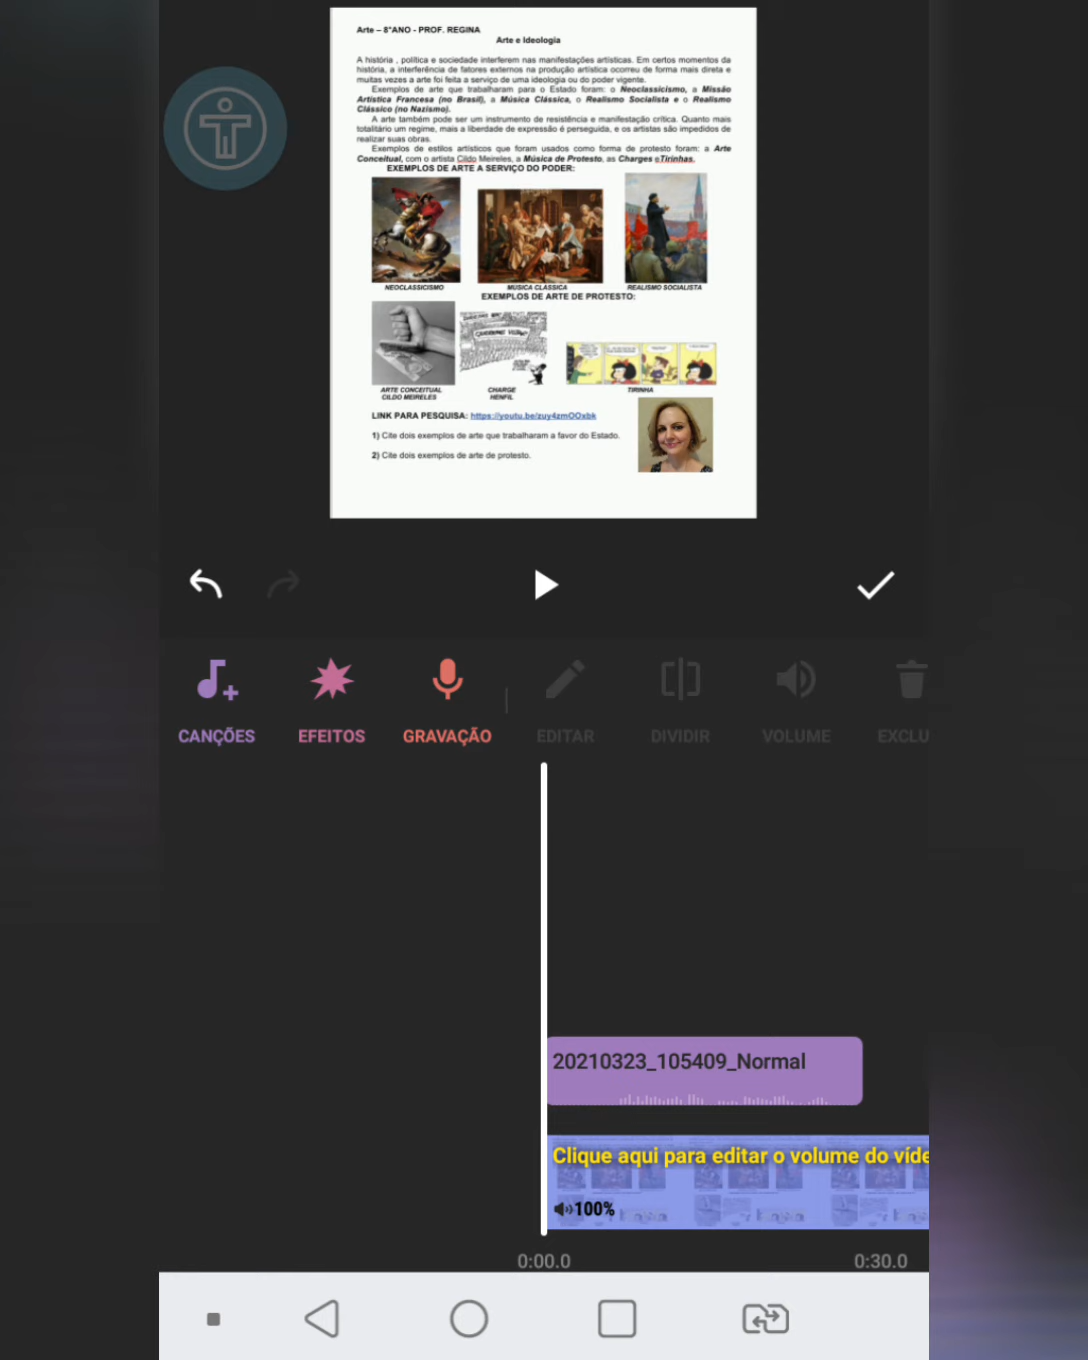 Arte – 8°ANO - PROF. REGINA
Arte e Ideologia
A história , política e sociedade interferem nas manifestações artísticas. Em certos momentos da
história, a interferência de fatores externos na produção artística ocorreu de forma mais direta e
muitas vezes a arte foi feita a serviço de uma ideologia ou do poder vigente.
Exemplos de arte que trabalharam para o Estado foram: o Neoclassicismo, a Missão
Artística Francesa (no Brasil), a Música Clássica, o Realismo Socialista e o Realismo
Clássico (no Nazismo).
A arte também pode ser um instrumento de resistência e manifestação crítica. Quanto mais
totalitário um regime, mais a liberdade de expressão é perseguida, e os artistas são impedidos de
realizar suas obras.
Exemplos de estilos artísticos que foram usados como forma de protesto foram: a Arte
Conceitual, com o artista Cildo Meireles, a Música de Protesto, as Charges eTirinhas.
EXEMPLOS DE ARTE A SERVIÇO DO PODER:
NEOCLASSICISMO
MÚSICA CLÁSSICA
REALISMO SOCIALISTA
EXEMPLOS DE ARTE DE PROTESTO:
ARTE CONCEITUAL
CILDO MEIRELES
CHARGE
HENFIL
TIRINHA
LINK PARA PESQUISA: https://youtu.be/zuy4zmOOxbk
1) Cite dois exemplos de arte que trabalharam a favor do Estado.
2) Cite dois exemplos de arte de protesto.
CANÇÕES
EFEITOS
GRAVAÇÃO
EDITAR
DIVIDIR
VOLUME
EXCLU
20210323_105409_Normal
Clique aqui para editar o volume do víde
100%
0:00.0
0:30.0